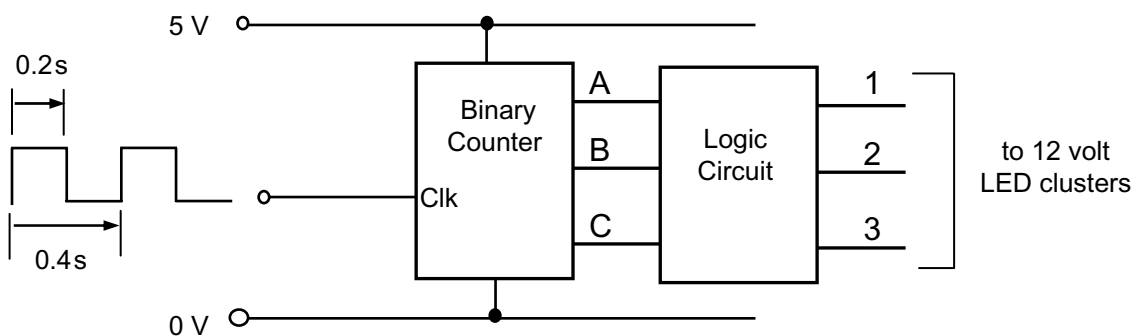 5 V
0.2s
0.4s
0 V
Binary
Counter
Clk
A
B
C
Logic
Circuit
1
2
3
to 12 volt
LED clusters